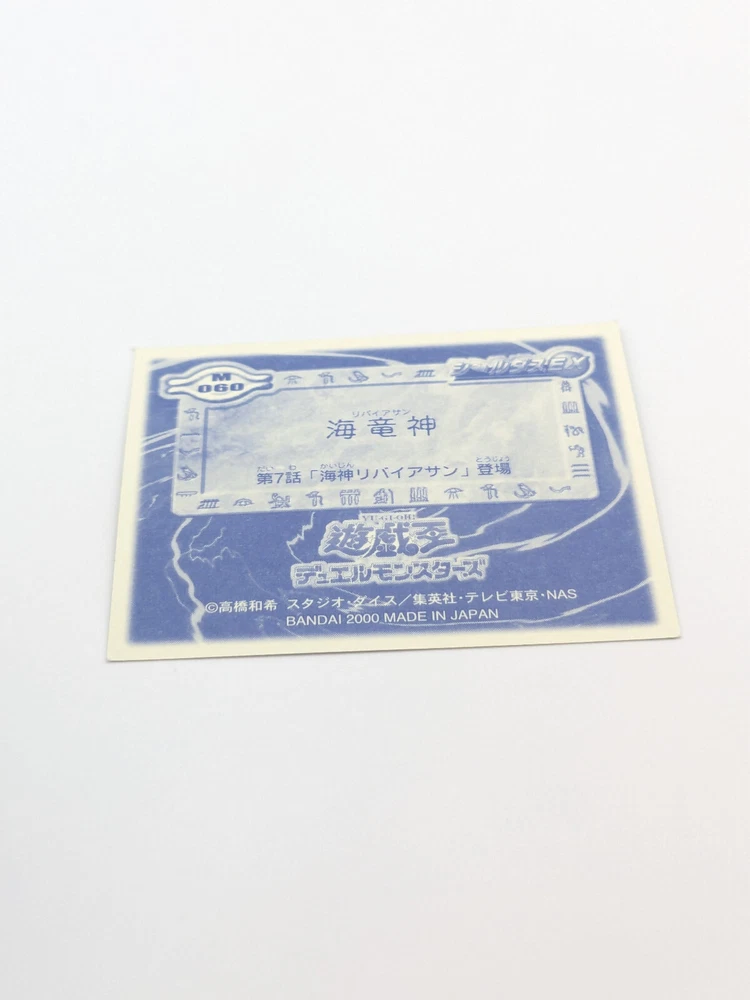 M
060
シールダス・EX
リバイアサン
海竜神
だい わ かいじん とうじょう
第7話「海神リバイアサン」登場
YU-GI-OH!
遊戯王
デュエルモンスターズ
©高橋和希 スタジオ・ダイス／集英社・テレビ東京・NAS
BANDAI 2000 MADE IN JAPAN